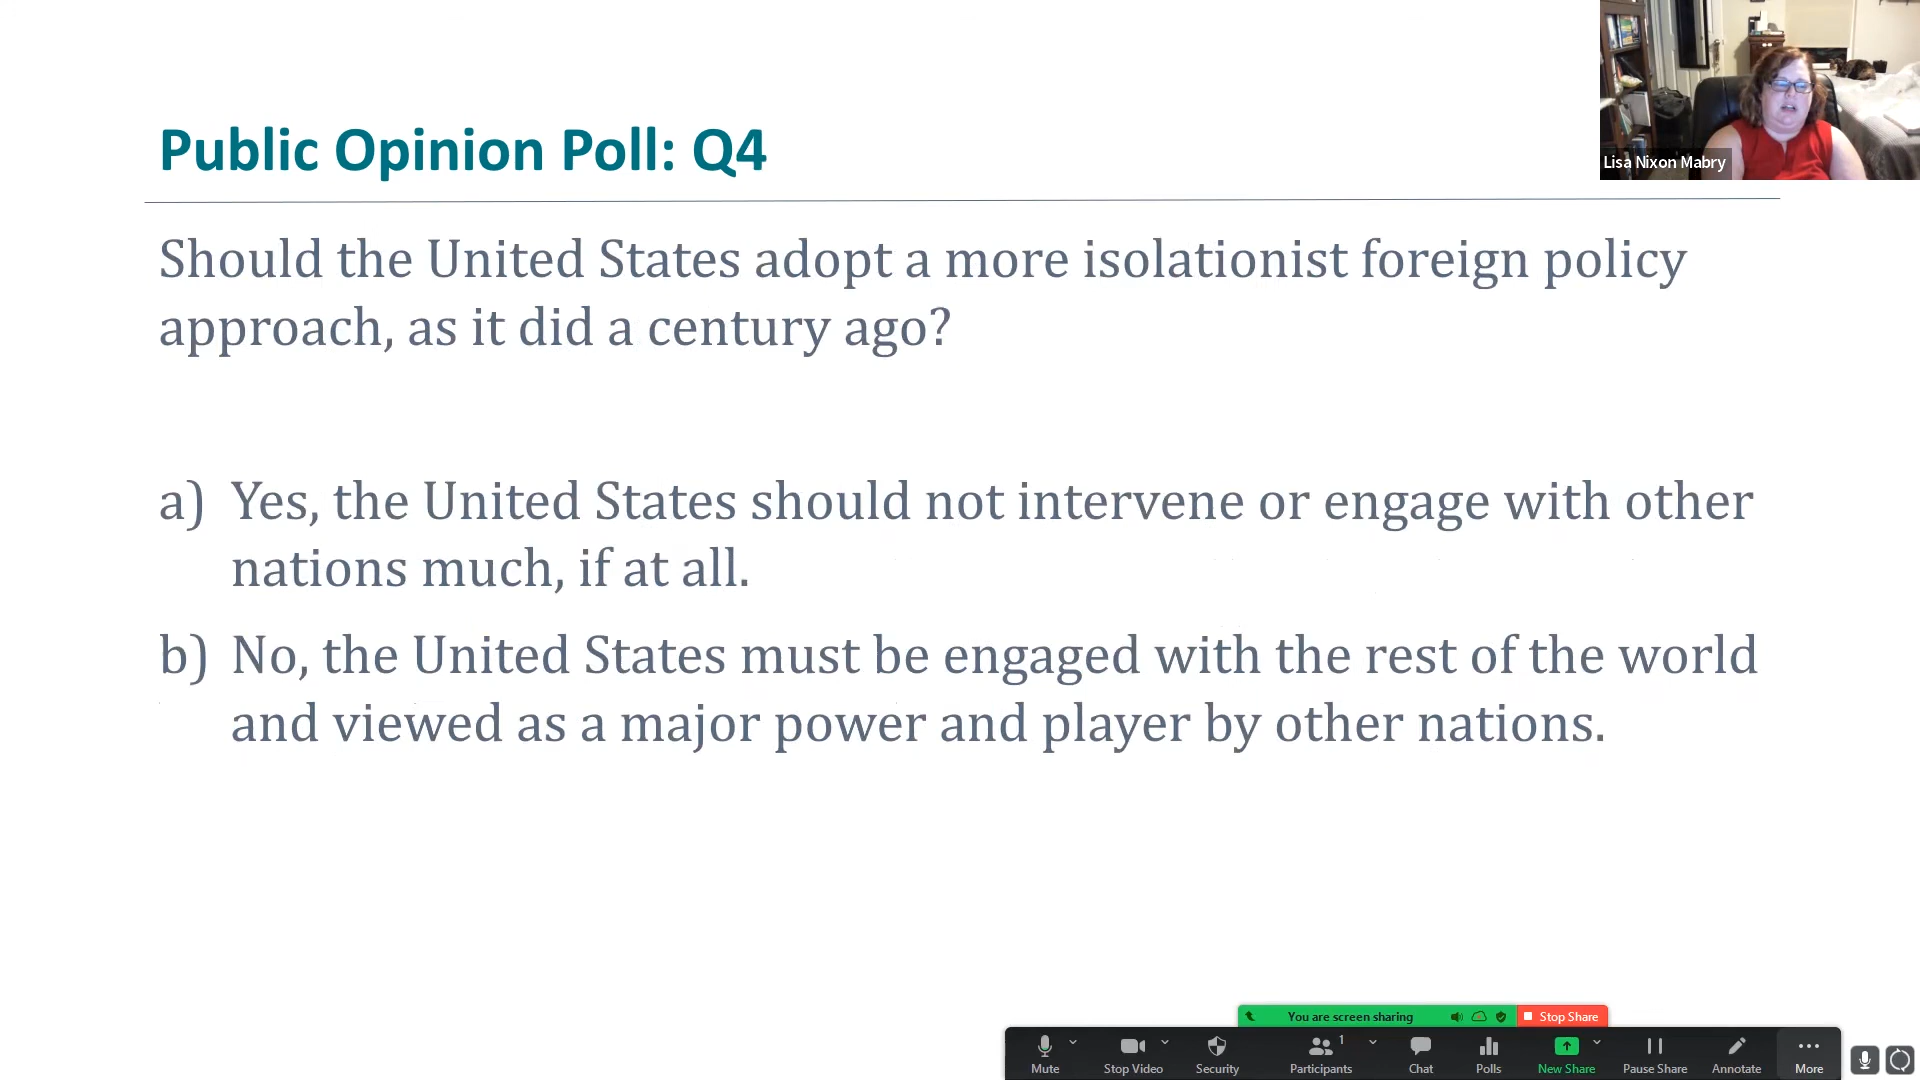 Lisa Nixon Mabry
Public Opinion Poll: Q4
Should the United States adopt a more isolationist foreign policy
approach, as it did a century ago?
a) Yes, the United States should not intervene or engage with other
nations much, if at all.
b) No, the United States must be engaged with the rest of the world
and viewed as a major power and player by other nations.
You are screen sharing
Stop Share
Mute
Stop Video
Security
Participants 1
Chat
Polls
New Share
Pause Share
Annotate
More